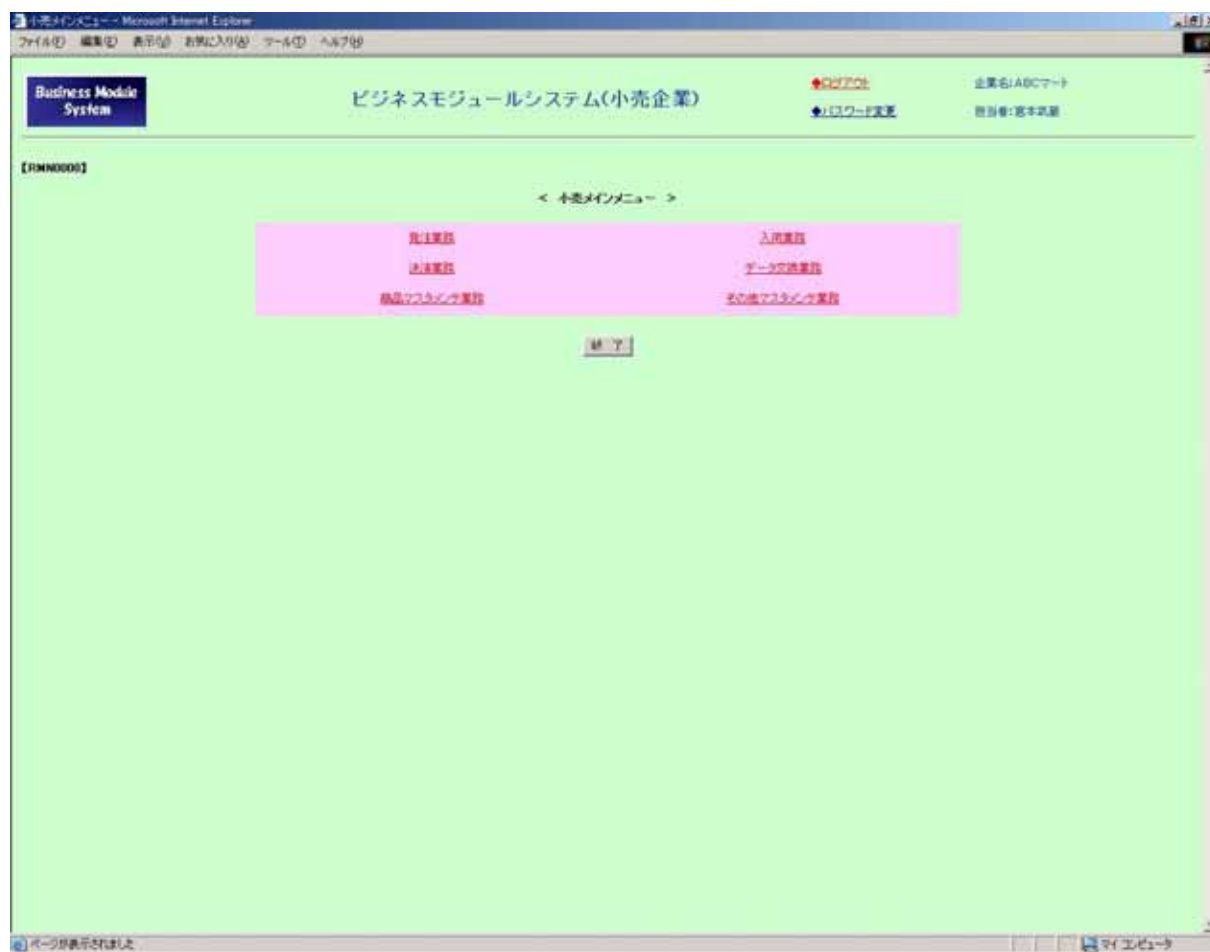 小売メインメニュー - Microsoft Internet Explorer
ファイル(F) 編集(E) 表示(V) お気に入り(A) ツール(T) ヘルプ(H)
Business Module System
ビジネスモジュールシステム(小売企業)
◆ログアウト
◆パスワード変更
企業名:ABCマート
担当者:宮本武蔵
【RMN0000】
< 小売メインメニュー >
発注業務 入荷業務
決済業務 データ交換業務
商品マスタメンテ業務 その他マスタメンテ業務
終 了
ページが表示されました
マイ コンピュータ